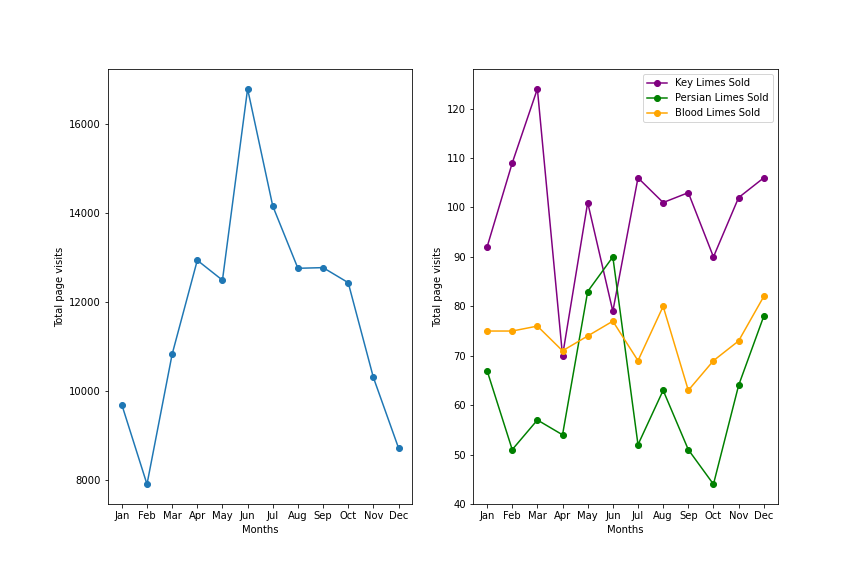 Total page visits
16000
14000
12000
10000
8000
Jan Feb Mar Apr May Jun Jul Aug Sep Oct Nov Dec
Months
Total page visits
120
110
100
90
80
70
60
50
40
Key Limes Sold
Persian Limes Sold
Blood Limes Sold
Jan Feb Mar Apr May Jun Jul Aug Sep Oct Nov Dec
Months